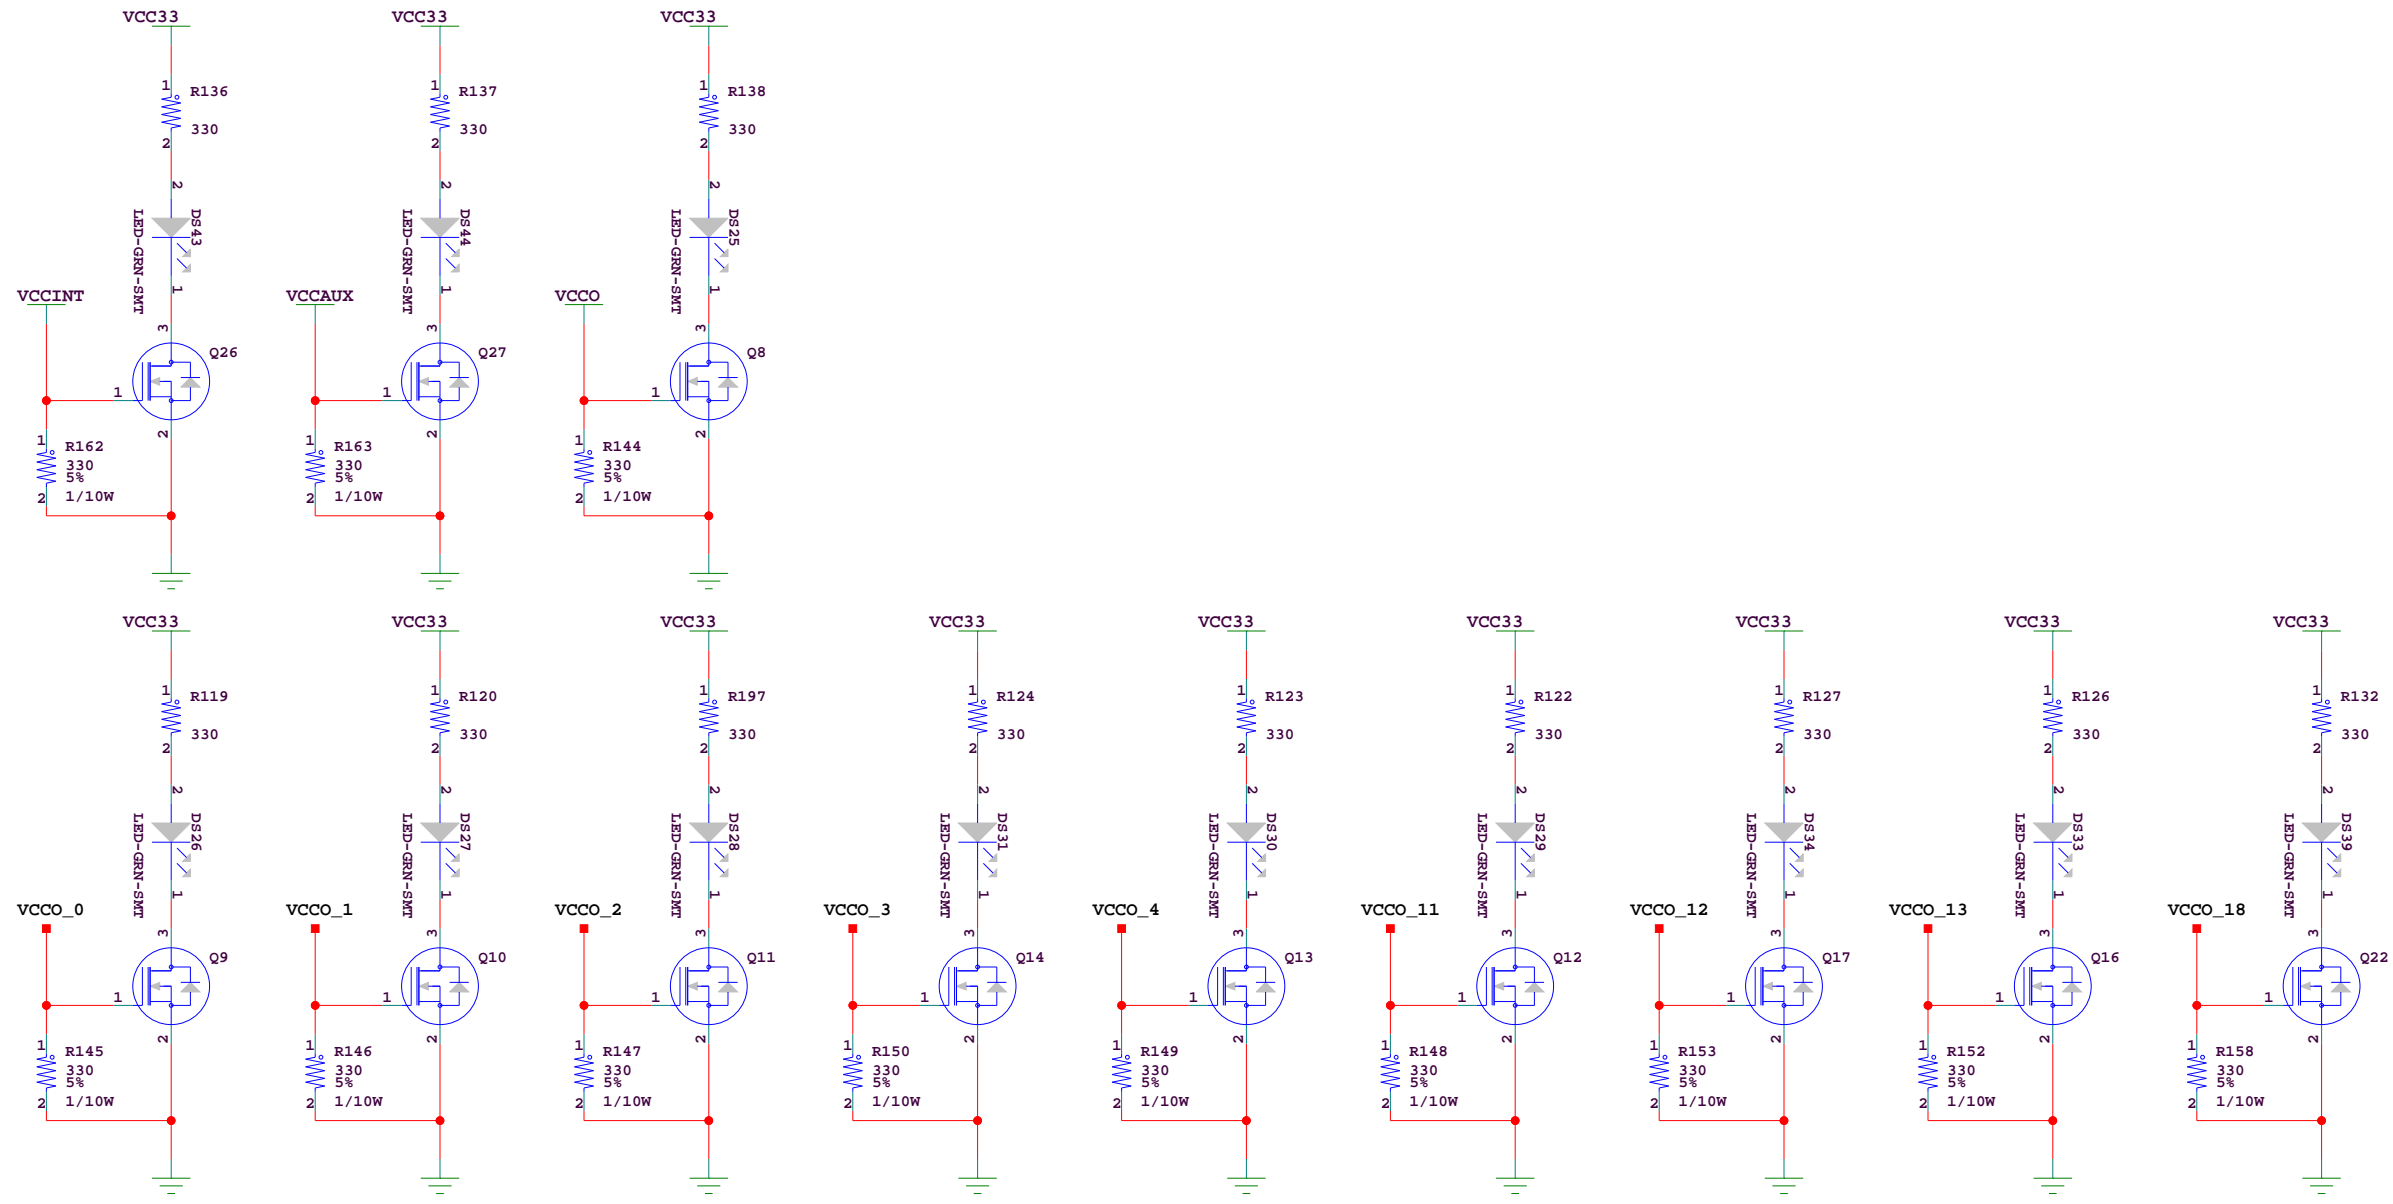 VCC33
1
R136
330
2
2
DS43
LED-GRN-SMT
1
VCCINT
3
Q26
1
2
1
R162
330
5%
2
1/10W
VCC33
1
R137
330
2
2
DS44
LED-GRN-SMT
1
VCCAUX
3
Q27
1
2
1
R163
330
5%
2
1/10W
VCC33
1
R138
330
2
2
DS25
LED-GRN-SMT
1
VCCO
3
Q8
1
2
1
R144
330
5%
2
1/10W
VCC33
1
R119
330
2
2
DS26
LED-GRN-SMT
1
VCCO_0
3
Q9
1
2
1
R145
330
5%
2
1/10W
VCC33
1
R120
330
2
2
DS27
LED-GRN-SMT
1
VCCO_1
3
Q10
1
2
1
R146
330
5%
2
1/10W
VCC33
1
R197
330
2
2
DS28
LED-GRN-SMT
1
VCCO_2
3
Q11
1
2
1
R147
330
5%
2
1/10W
VCC33
1
R124
330
2
2
DS31
LED-GRN-SMT
1
VCCO_3
3
Q14
1
2
1
R150
330
5%
2
1/10W
VCC33
1
R123
330
2
2
DS30
LED-GRN-SMT
1
VCCO_4
3
Q13
1
2
1
R149
330
5%
2
1/10W
VCC33
1
R122
330
2
2
DS29
LED-GRN-SMT
1
VCCO_11
3
Q12
1
2
1
R148
330
5%
2
1/10W
VCC33
1
R127
330
2
2
DS34
LED-GRN-SMT
1
VCCO_12
3
Q17
1
2
1
R153
330
5%
2
1/10W
VCC33
1
R126
330
2
2
DS33
LED-GRN-SMT
1
VCCO_13
3
Q16
1
2
1
R152
330
5%
2
1/10W
VCC33
1
R132
330
2
2
DS39
LED-GRN-SMT
1
VCCO_18
3
Q22
1
2
1
R158
330
5%
2
1/10W